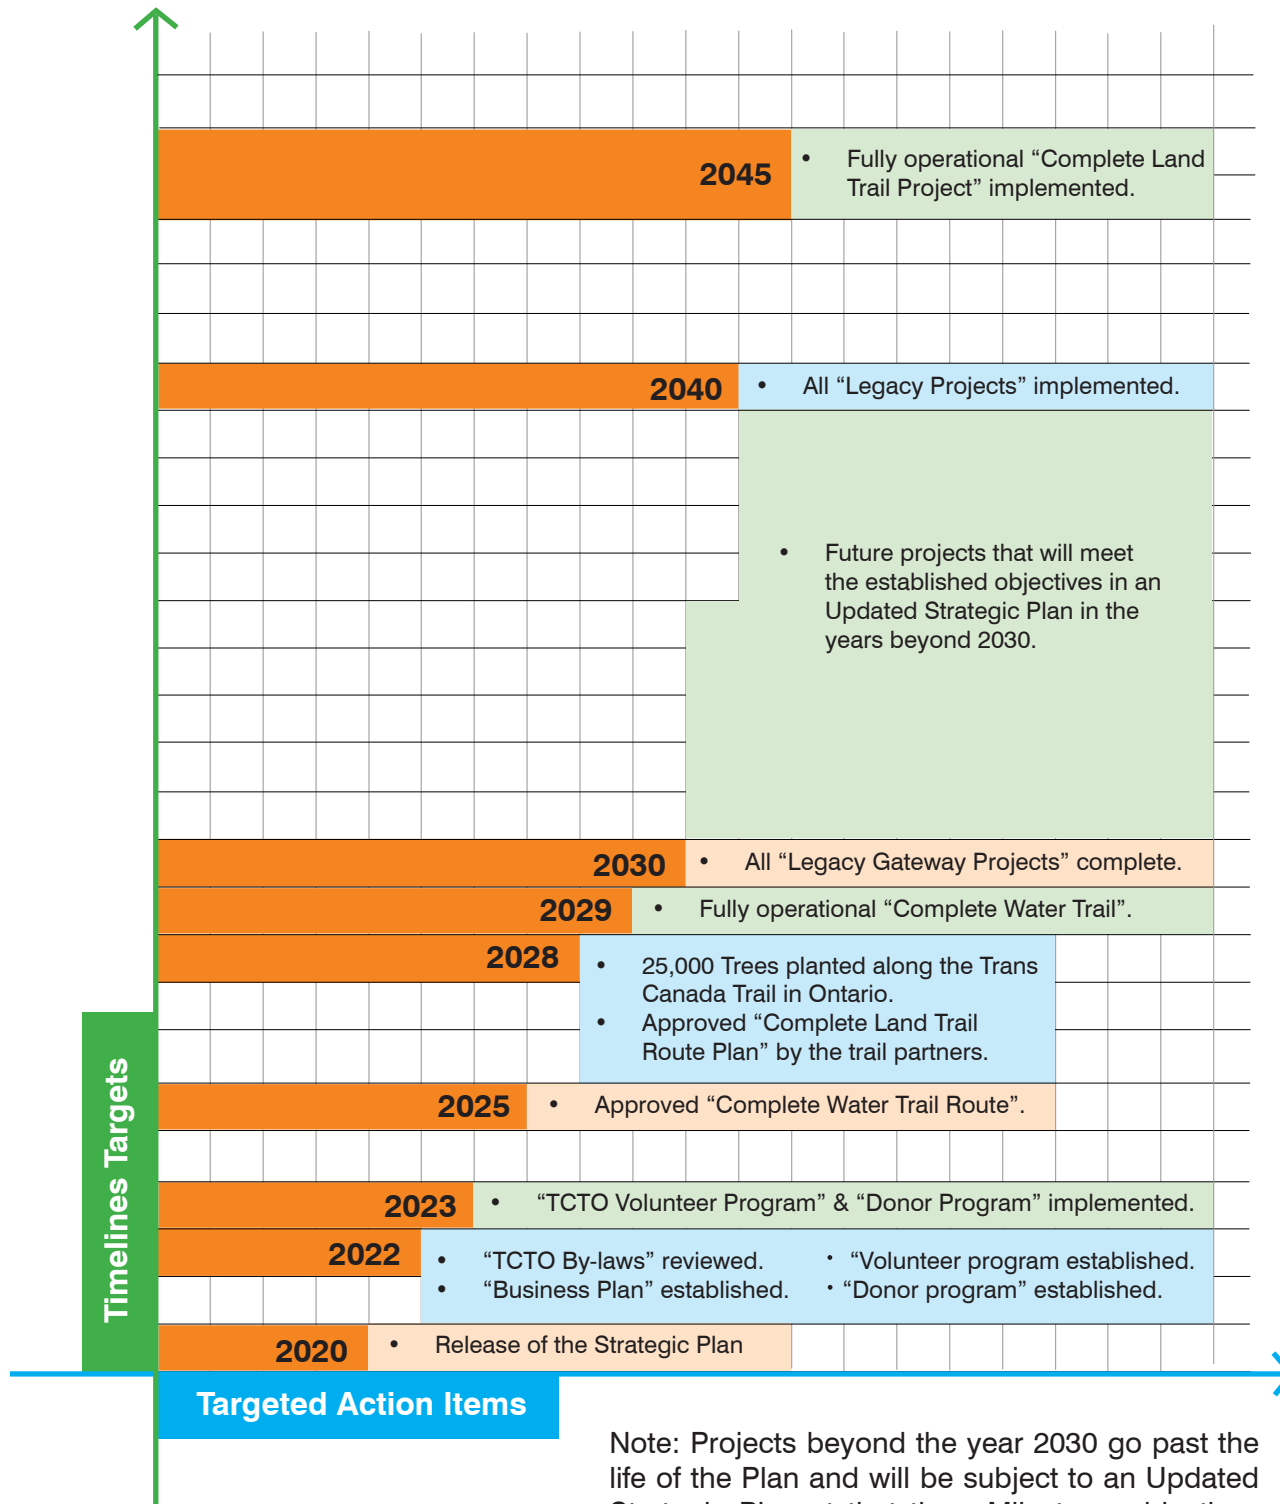 2045
• Fully operational “Complete Land
Trail Project” implemented.
2040
• All “Legacy Projects” implemented.
• Future projects that will meet
the established objectives in an
Updated Strategic Plan in the
years beyond 2030.
2030
• All “Legacy Gateway Projects” complete.
2029
• Fully operational “Complete Water Trail”.
2028
• 25,000 Trees planted along the Trans
Canada Trail in Ontario.
• Approved “Complete Land Trail
Route Plan” by the trail partners.
2025
• Approved “Complete Water Trail Route”.
2023
• “TCTO Volunteer Program” & “Donor Program” implemented.
2022
• “TCTO By-laws” reviewed.
• “Business Plan” established.
• “Volunteer program established.
• “Donor program” established.
2020
• Release of the Strategic Plan
Timelines Targets
Targeted Action Items
Note: Projects beyond the year 2030 go past the
life of the Plan and will be subject to an Updated